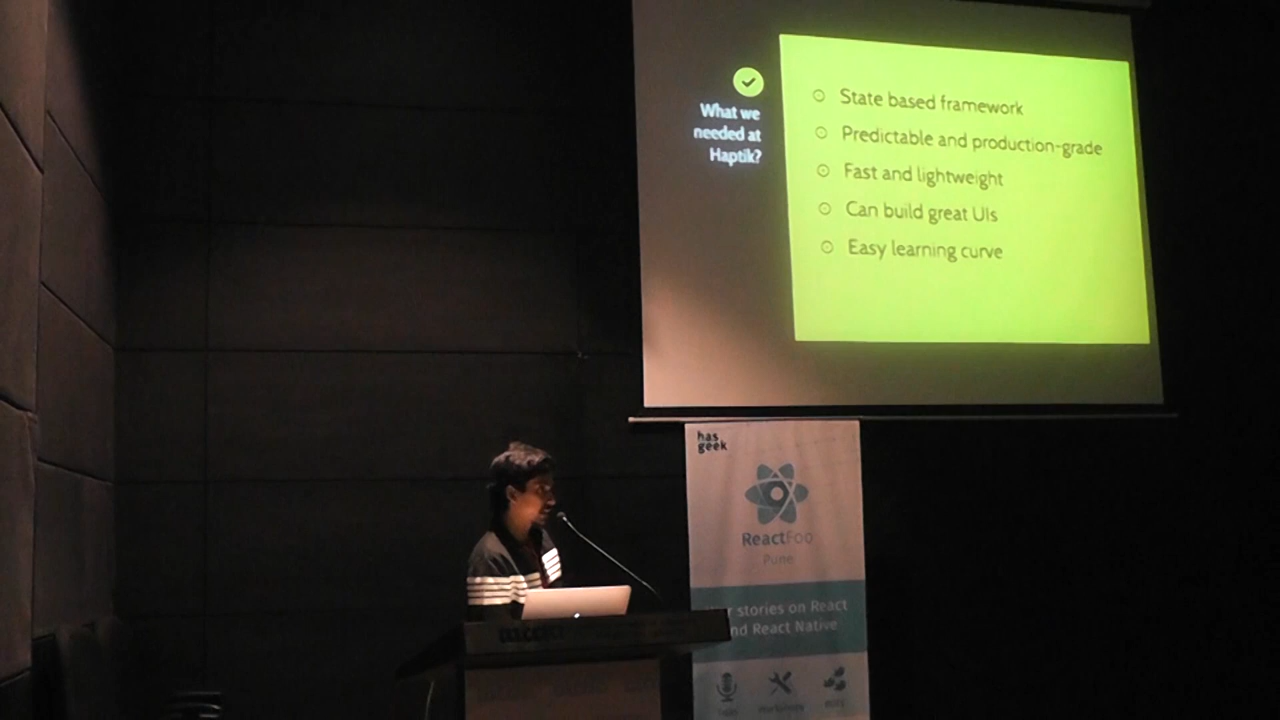 What we
needed at
Haptik?
State based framework
Predictable and production-grade
Fast and lightweight
Can build great UIs
Easy learning curve
has
geek
ReactFoo
Pune
stories on React
and React Native